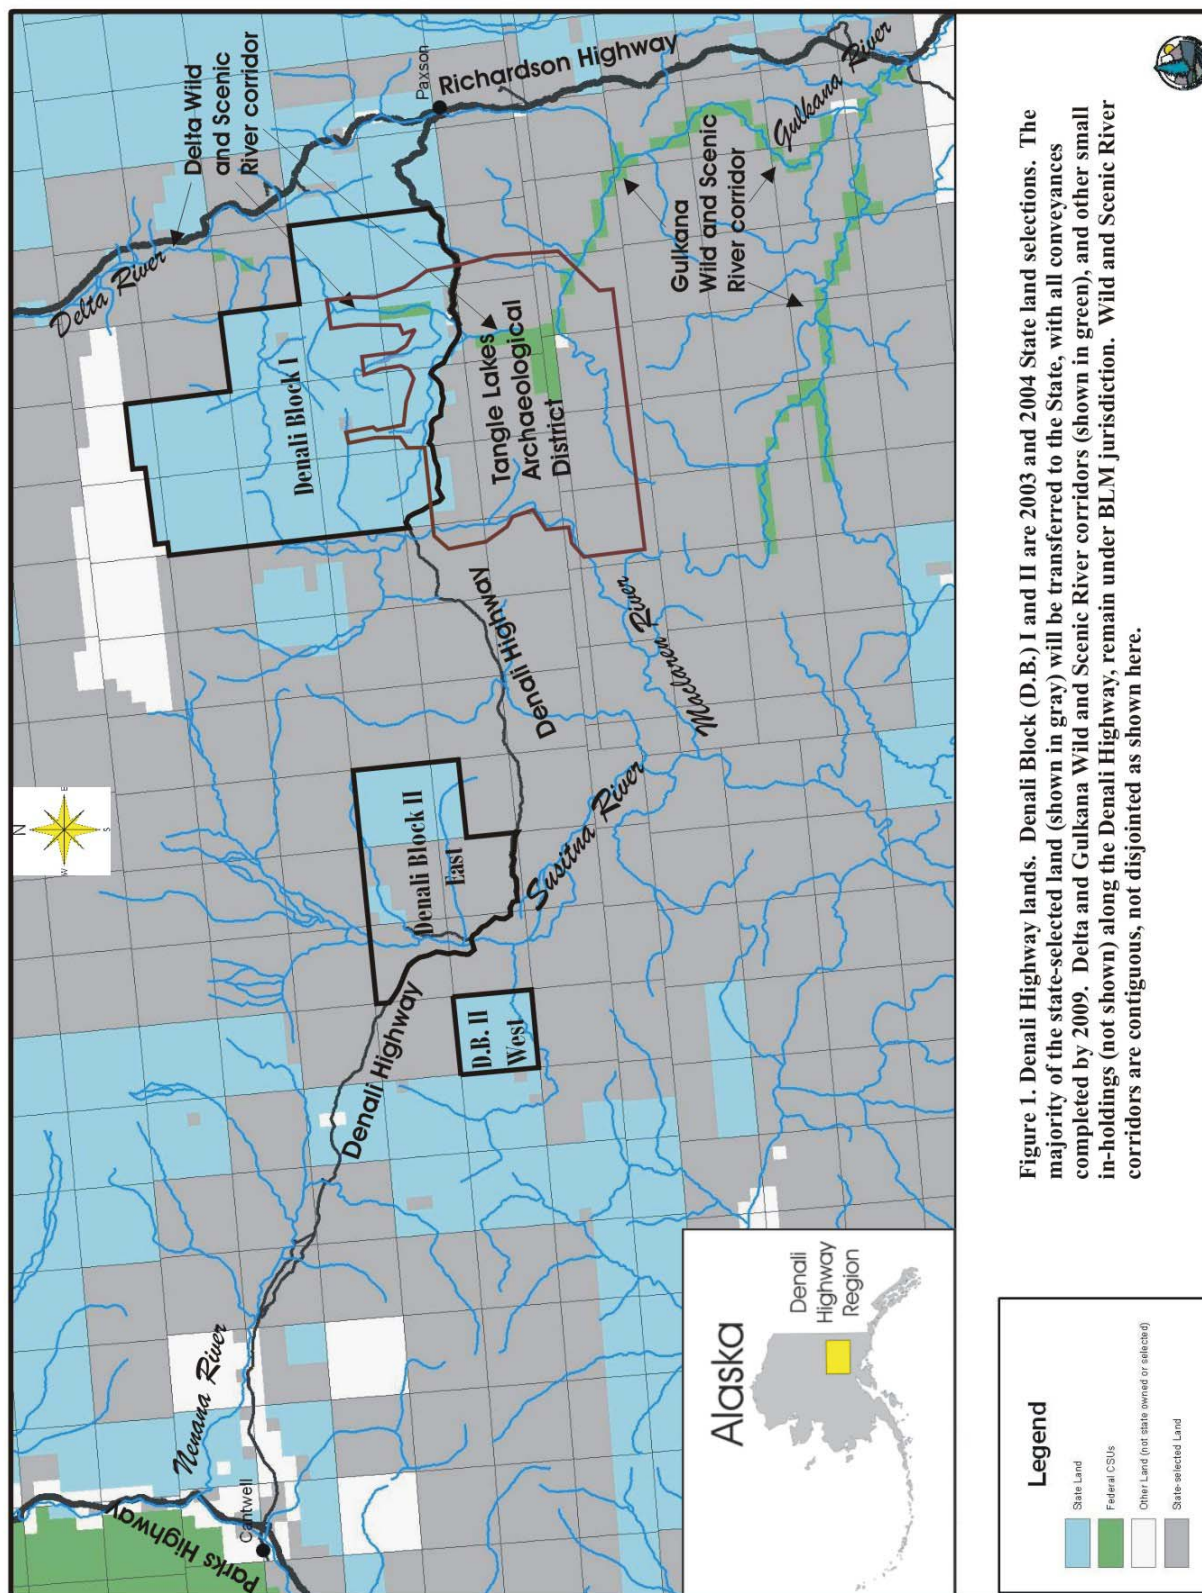 N
W
E
S
Delta Wild
and Scenic
River corridor
Delta River
Paxson
Richardson Highway
Gulkana River
Gulkana
Wild and Scenic
River corridor
Denali Block I
Tangle Lakes
Archaeological
District
Denali Highway
Maclaren River
Denali Block II
East
Susitna River
D.B. II
West
Denali Highway
Nenana River
Cantwell
Parks Highway
Alaska
Denali
Highway
Region
Legend
State Land
Federal CSUs
Other Land (not state owned or selected)
State-selected Land
Figure 1. Denali Highway lands. Denali Block (D.B.) I and II are 2003 and 2004 State land selections. The
majority of the state-selected land (shown in gray) will be transferred to the State, with all conveyances
completed by 2009. Delta and Gulkana Wild and Scenic River corridors (shown in green), and other small
in-holdings (not shown) along the Denali Highway, remain under BLM jurisdiction. Wild and Scenic River
corridors are contiguous, not disjointed as shown here.